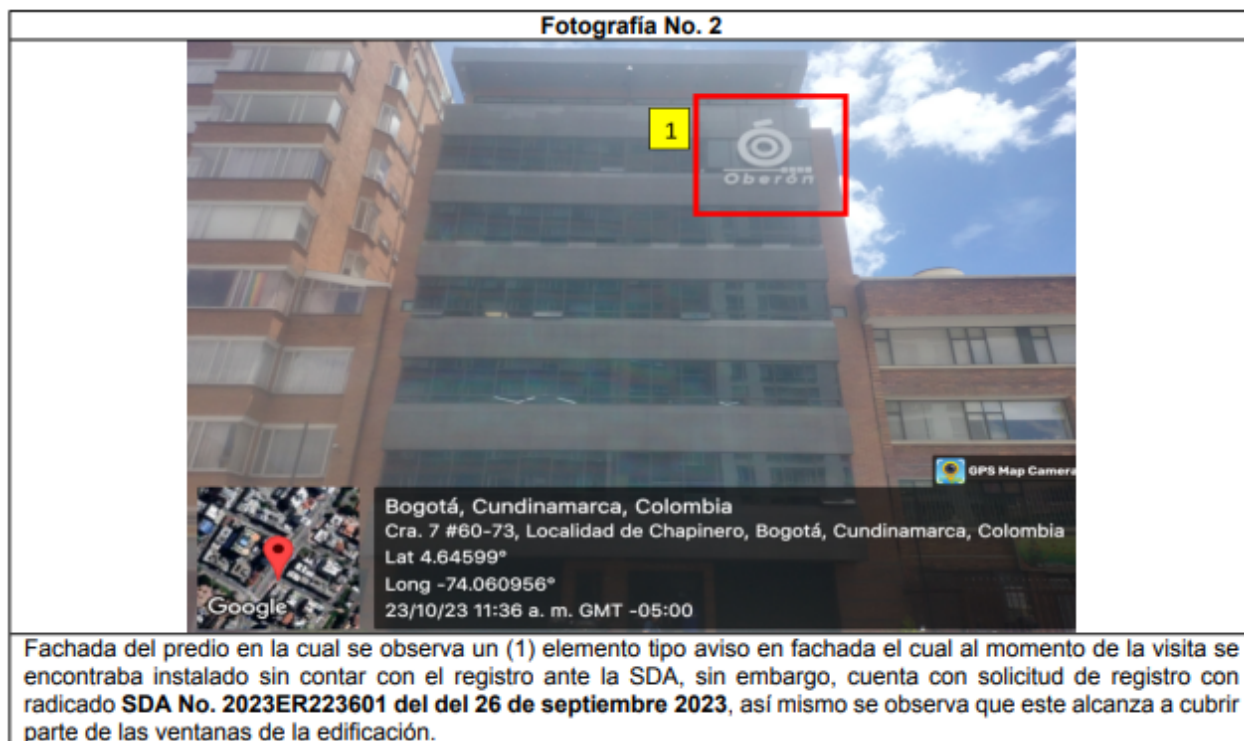 Fotografía No. 2
1
Oberón
GPS Map Camera
Bogotá, Cundinamarca, Colombia
Cra. 7 #60-73, Localidad de Chapinero, Bogotá, Cundinamarca, Colombia
Lat 4.64599°
Long -74.060956°
23/10/23 11:36 a. m. GMT -05:00
Google
Fachada del predio en la cual se observa un (1) elemento tipo aviso en fachada el cual al momento de la visita se
encontraba instalado sin contar con el registro ante la SDA, sin embargo, cuenta con solicitud de registro con
radicado SDA No. 2023ER223601 del del 26 de septiembre 2023, así mismo se observa que este alcanza a cubrir
parte de las ventanas de la edificación.